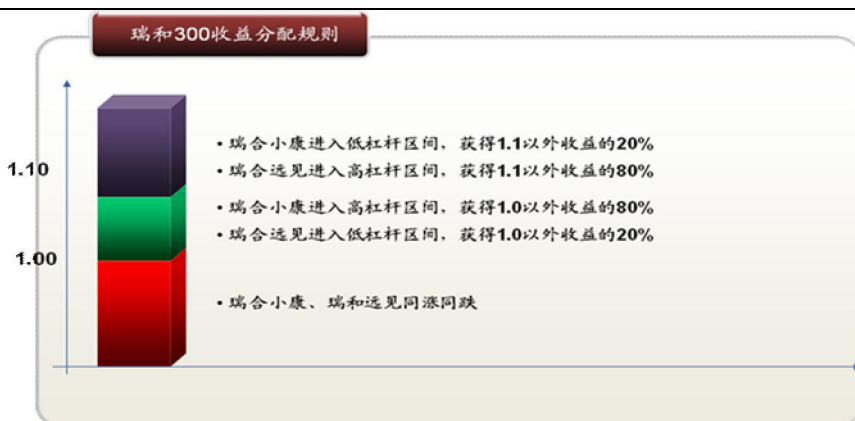 瑞和300收益分配规则
• 瑞合小康进入低杠杆区间，获得1.1以外收益的20%
1.10
• 瑞合远见进入高杠杆区间，获得1.1以外收益的80%
• 瑞合小康进入高杠杆区间，获得1.0以外收益的80%
• 瑞合远见进入低杠杆区间，获得1.0以外收益的20%
1.00
• 瑞合小康、瑞和远见同涨同跌